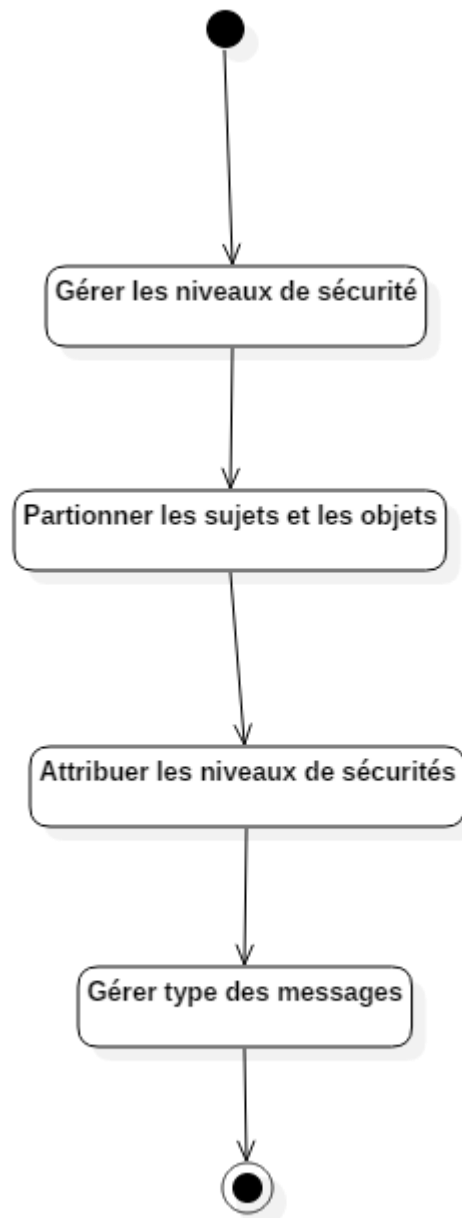 Gérer les niveaux de sécurité
Partionner les sujets et les objets
Attribuer les niveaux de sécurités
Gérer type des messages